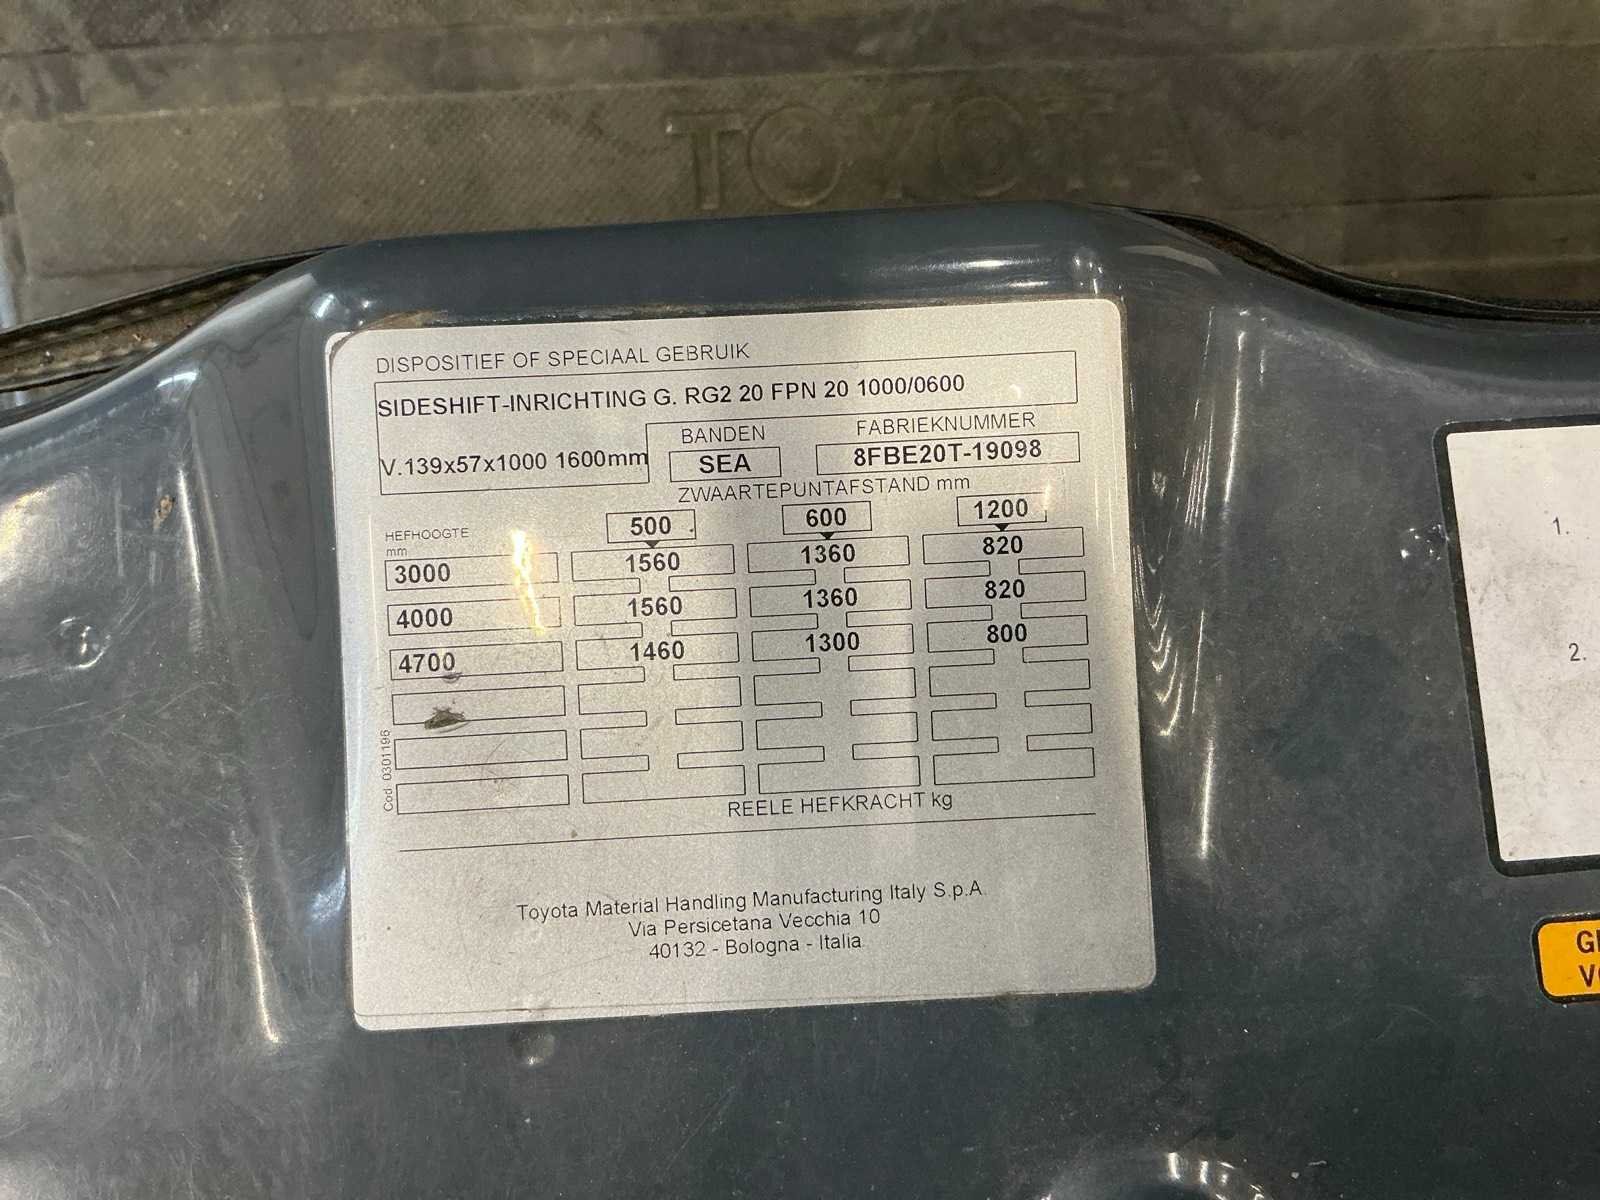 TOYOTA
DISPOSITIEF OF SPECIAAL GEBRUIK
SIDESHIFT-INRICHTING G. RG2 20 FPN 20 1000/0600
V.139x57x1000 1600mm
BANDEN
SEA
FABRIEKNUMMER
8FBE20T-19098
ZWAARTEPUNTAFSTAND mm
HEFHOOGTE
mm
500 600 1200
3000 1560 1360 820
4000 1560 1360 820
4700 1460 1300 800
Cod 0301196
REELE HEFKRACHT kg
Toyota Material Handling Manufacturing Italy S.p.A.
Via Persicetana Vecchia 10
40132 - Bologna - Italia
1.
2.